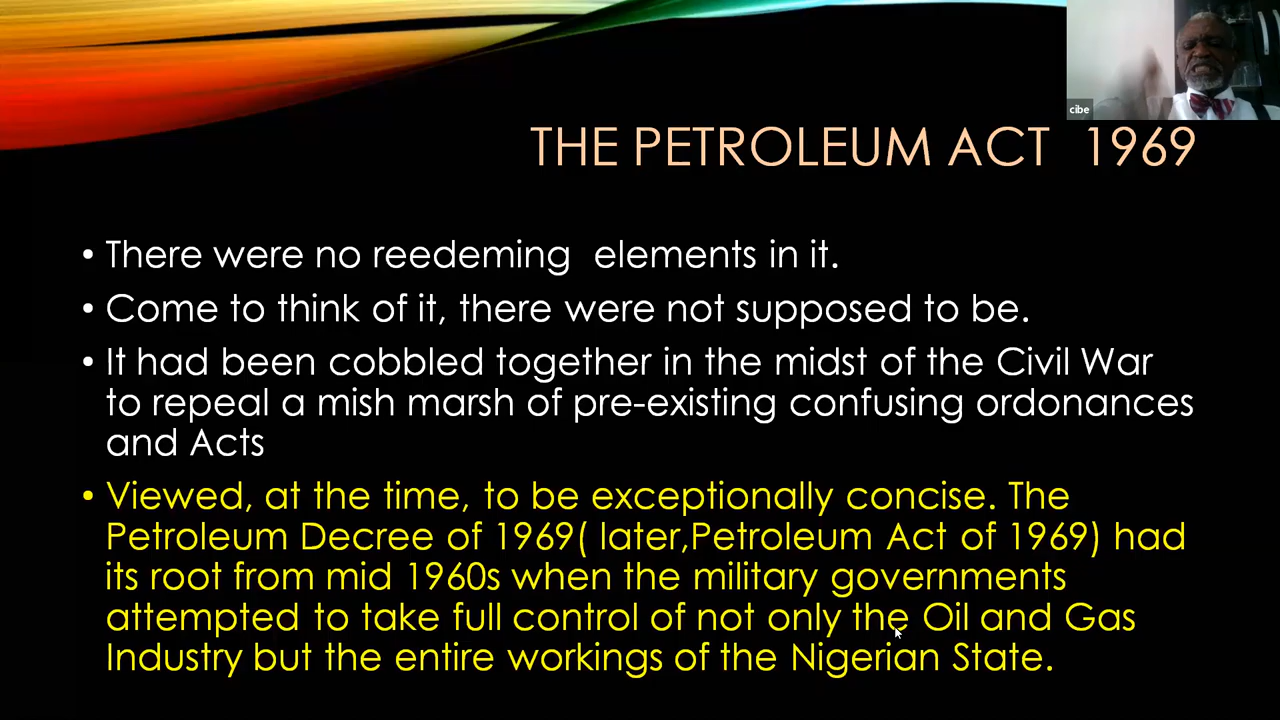 cibe
THE PETROLEUM ACT 1969
• There were no reedeming elements in it.
• Come to think of it, there were not supposed to be.
• It had been cobbled together in the midst of the Civil War
to repeal a mish marsh of pre-existing confusing ordonances
and Acts
• Viewed, at the time, to be exceptionally concise. The
Petroleum Decree of 1969( later,Petroleum Act of 1969) had
its root from mid 1960s when the military governments
attempted to take full control of not only the Oil and Gas
Industry but the entire workings of the Nigerian State.